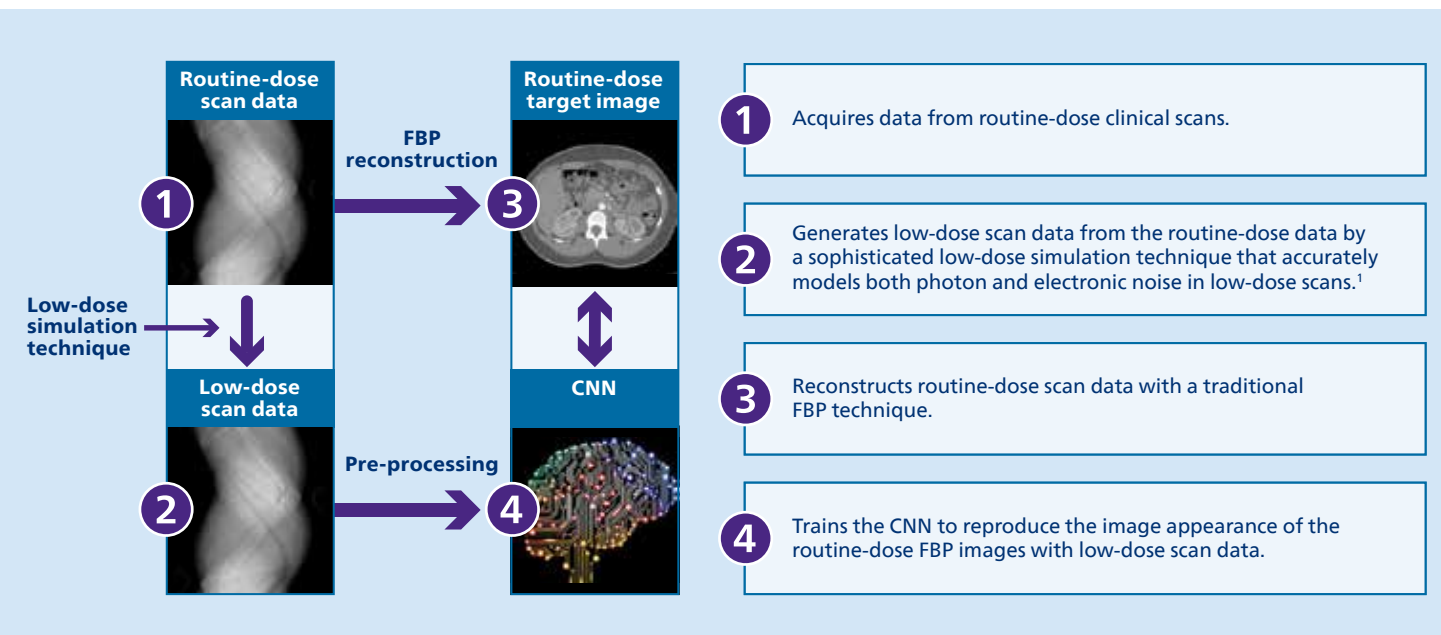 Routine-dose
scan data
Routine-dose
target image
FBP
reconstruction
1
3
Low-dose
simulation
technique
Low-dose
scan data
CNN
Pre-processing
2
4
1
Acquires data from routine-dose clinical scans.
2
Generates low-dose scan data from the routine-dose data by
a sophisticated low-dose simulation technique that accurately
models both photon and electronic noise in low-dose scans.¹
3
Reconstructs routine-dose scan data with a traditional
FBP technique.
4
Trains the CNN to reproduce the image appearance of the
routine-dose FBP images with low-dose scan data.